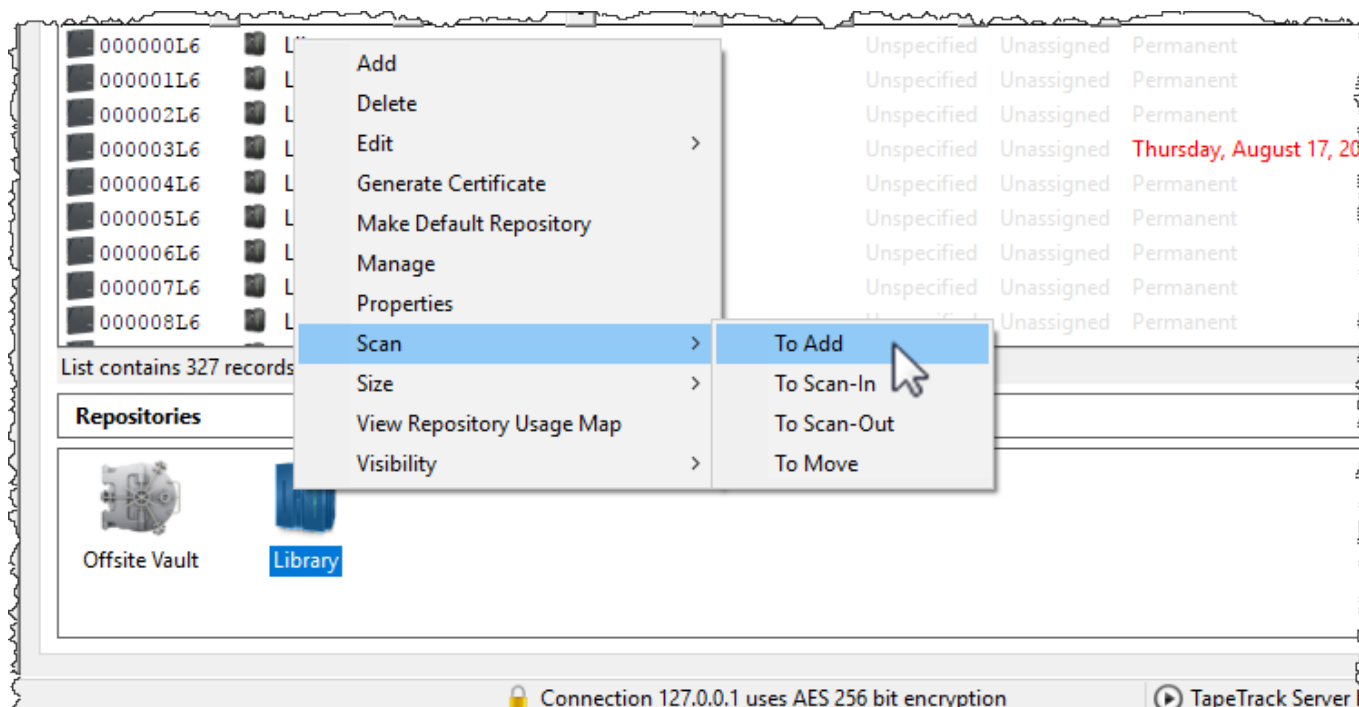 000000L6 Unspecified Unassigned Permanent
Add
000001L6 L Unspecified Unassigned Permanent
Delete
000002L6 L Unspecified Unassigned Permanent
Edit
000003L6 L Unspecified Unassigned Thursday, August 17, 20
000004L6 L Generate Certificate Unspecified Unassigned Permanent
000005L6 L Make Default Repository Unspecified Unassigned Permanent
000006L6 L Unspecified Unassigned Permanent
Manage
000007L6 L Unspecified Unassigned Permanent
Properties
000008L6 L Unassigned Permanent
Scan > To Add
List contains 327 records
Size > To Scan-In
Repositories
View Repository Usage Map To Scan-Out
Visibility > To Move
Offsite Vault Library
Connection 127.0.0.1 uses AES 256 bit encryption TapeTrack Server